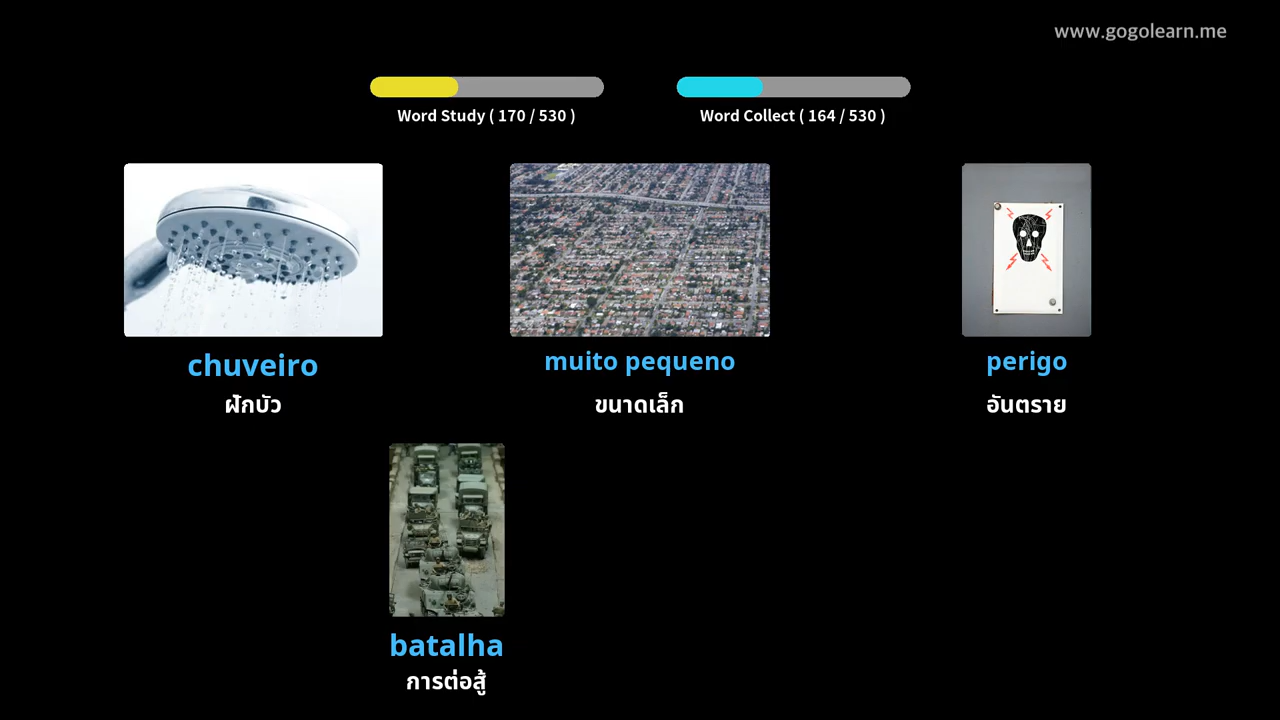 www.gogolearn.me
Word Study ( 170 / 530 )
Word Collect ( 164 / 530 )
chuveiro
ฝักบัว
muito pequeno
ขนาดเล็ก
perigo
อันตราย
batalha
การต่อสู้